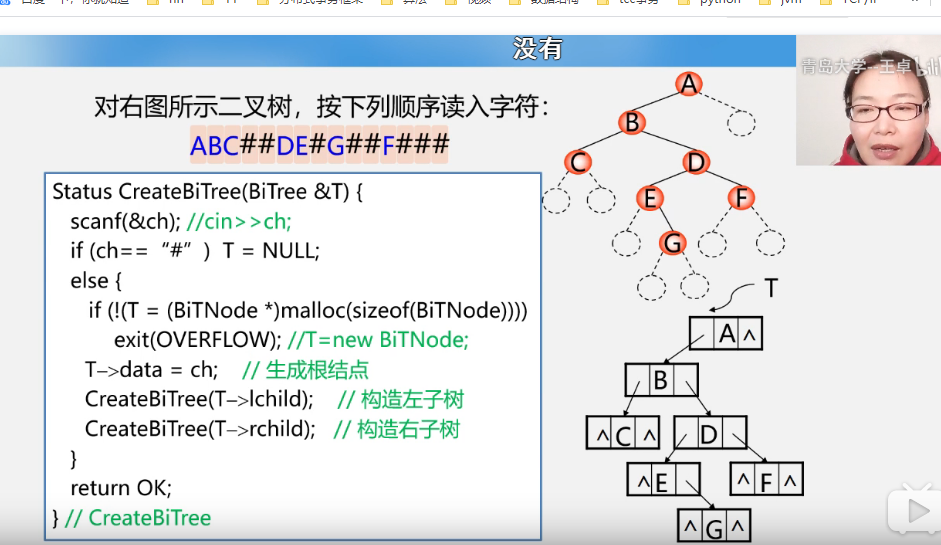 百度一下，你就知道
分布式事务框架
算法
视频
数据结构
tcc事务
python
jvm
TCP/IP
没有
青岛大学-王卓
对右图所示二叉树，按下列顺序读入字符：
ABC##DE#G##F###
Status CreateBiTree(BiTree &T) {
scanf(&ch); //cin>>ch;
if (ch== “#” ) T = NULL;
else {
if (!(T = (BiTNode *)malloc(sizeof(BiTNode))))
exit(OVERFLOW); //T=new BiTNode;
T–>data = ch; // 生成根结点
CreateBiTree(T–>lchild); // 构造左子树
CreateBiTree(T–>rchild); // 构造右子树
}
return OK;
} // CreateBiTree
A
B
C D
E F
G
T
A ^
B
^ C ^ D
^ E ^ F ^
^ G ^